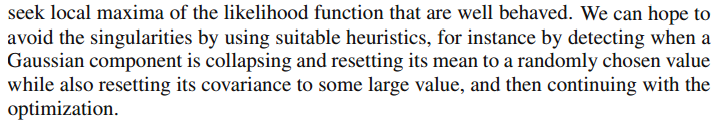 seek local maxima of the likelihood function that are well behaved. We can hope to
avoid the singularities by using suitable heuristics, for instance by detecting when a
Gaussian component is collapsing and resetting its mean to a randomly chosen value
while also resetting its covariance to some large value, and then continuing with the
optimization.